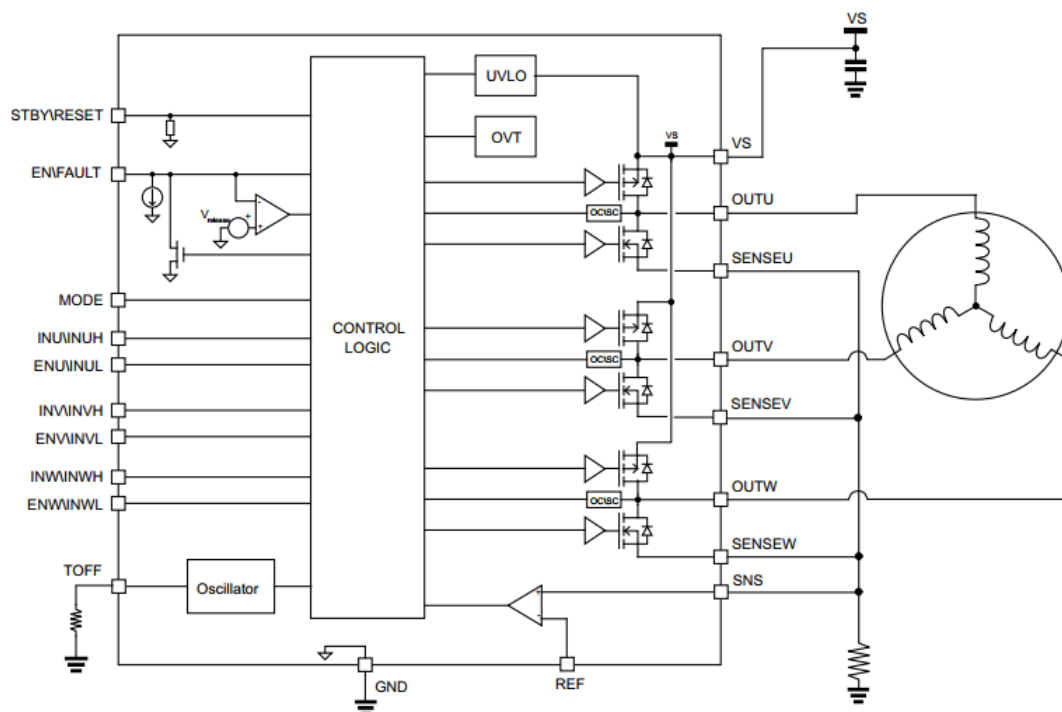 VS
UVLO
STBY\RESET
OVT
VS
VS
EN\FAULT
OUTU
OC\SC
Vrelease
SENSEU
MODE
CONTROL
LOGIC
INU\INUH
ENU\INUL
OUTV
OC\SC
INV\INVH
SENSEV
ENV\INVL
INW\INWH
OUTW
OC\SC
ENW\INWL
SENSEW
TOFF
Oscillator
SNS
+
-
GND
REF